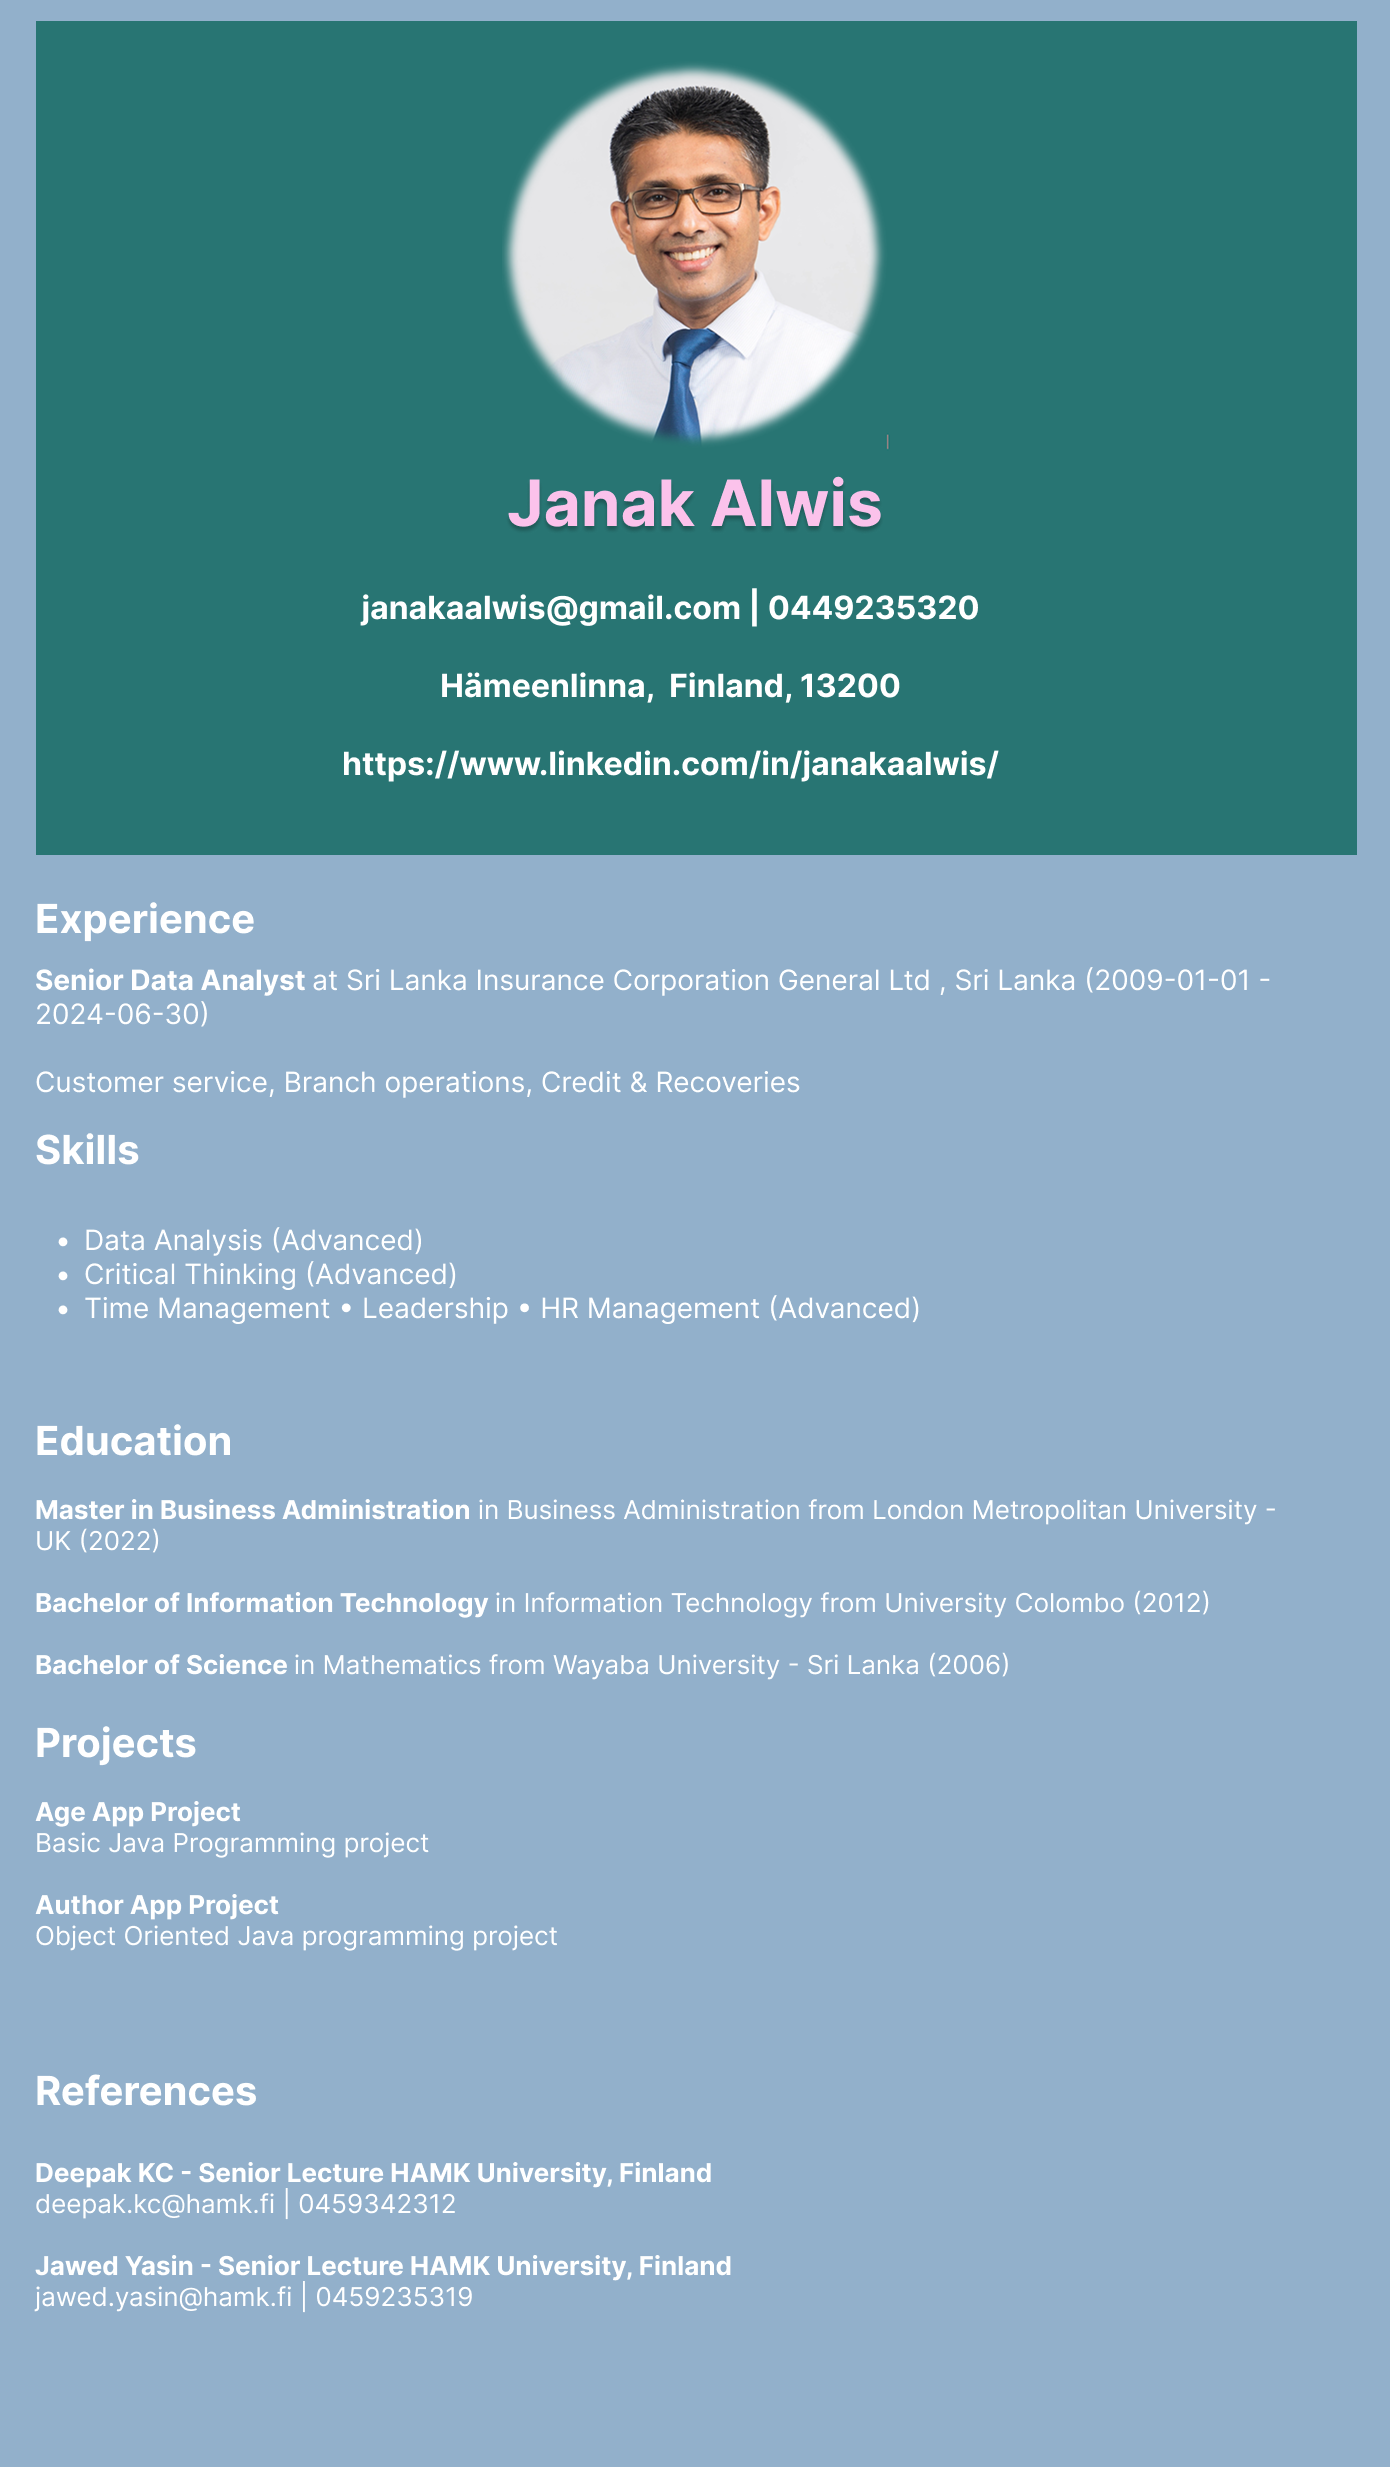 Janak Alwis
janakaalwis@gmail.com | 0449235320
Hämeenlinna,  Finland, 13200
https://www.linkedin.com/in/janakaalwis/
Experience
Senior Data Analyst at Sri Lanka Insurance Corporation General Ltd , Sri Lanka (2009-01-01 -
2024-06-30)
Customer service, Branch operations, Credit & Recoveries
Skills
• Data Analysis (Advanced)
• Critical Thinking (Advanced)
• Time Management • Leadership • HR Management (Advanced)
Education
Master in Business Administration in Business Administration from London Metropolitan University -
UK (2022)
Bachelor of Information Technology in Information Technology from University Colombo (2012)
Bachelor of Science in Mathematics from Wayaba University - Sri Lanka (2006)
Projects
Age App Project
Basic Java Programming project
Author App Project
Object Oriented Java programming project
References
Deepak KC - Senior Lecture HAMK University, Finland
deepak.kc@hamk.fi | 0459342312
Jawed Yasin - Senior Lecture HAMK University, Finland
jawed.yasin@hamk.fi | 0459235319